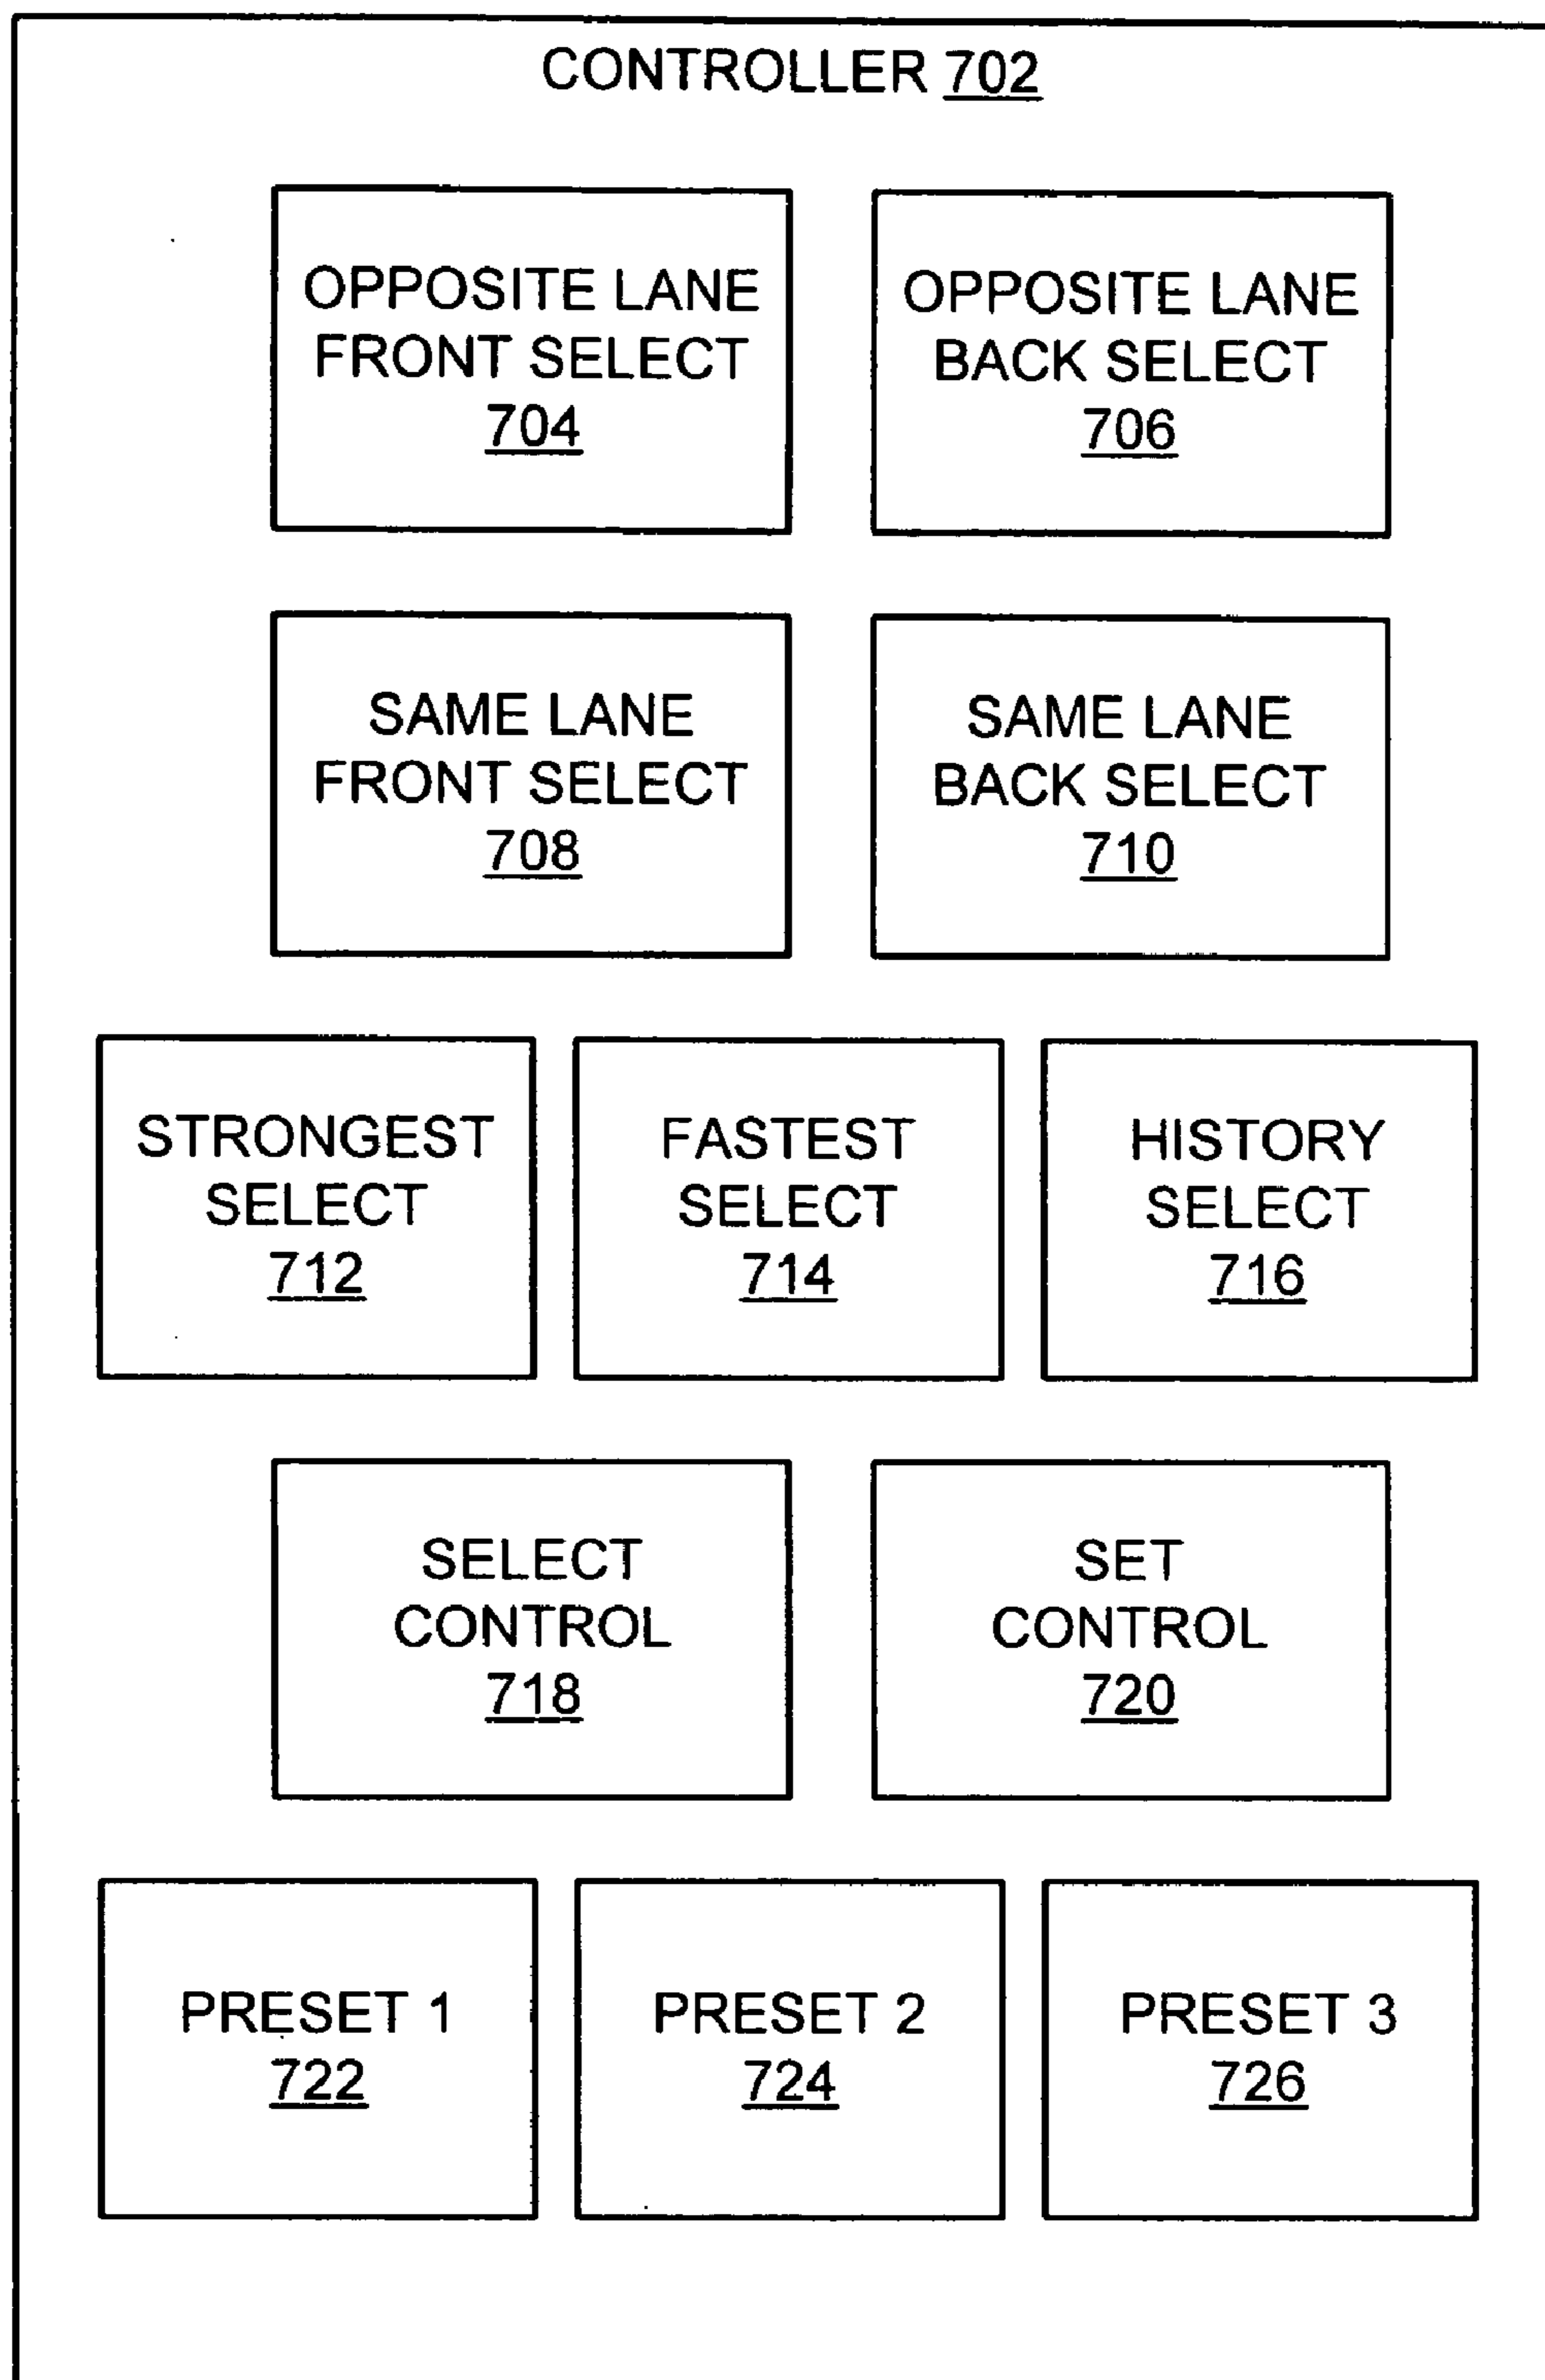 CONTROLLER 702
OPPOSITE LANE
FRONT SELECT
704
OPPOSITE LANE
BACK SELECT
706
SAME LANE
FRONT SELECT
708
SAME LANE
BACK SELECT
710
STRONGEST
SELECT
712
FASTEST
SELECT
714
HISTORY
SELECT
716
SELECT
CONTROL
718
SET
CONTROL
720
PRESET 1
722
PRESET 2
724
PRESET 3
726